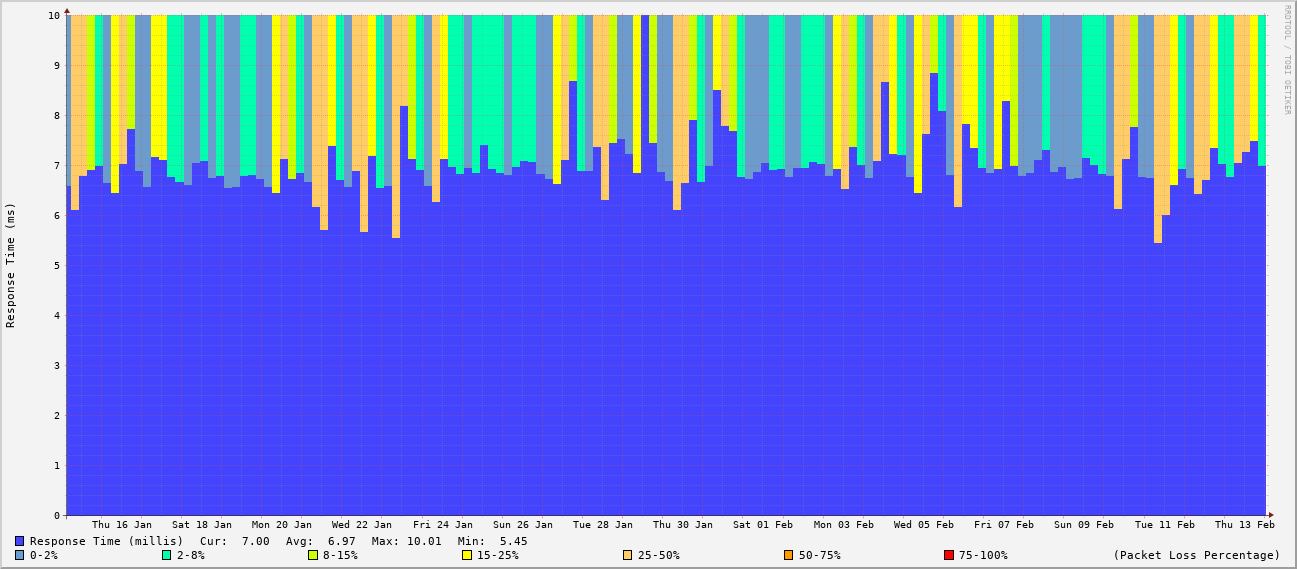 RRDTOOL / TOBI OETIKER
Response Time (ms)
10
9
8
7
6
5
4
3
2
1
0
Thu 16 Jan Sat 18 Jan Mon 20 Jan Wed 22 Jan Fri 24 Jan Sun 26 Jan Tue 28 Jan Thu 30 Jan Sat 01 Feb Mon 03 Feb Wed 05 Feb Fri 07 Feb Sun 09 Feb Tue 11 Feb Thu 13 Feb
Response Time (millis) Cur: 7.00 Avg: 6.97 Max: 10.01 Min: 5.45
0-2% 2-8% 8-15% 15-25% 25-50% 50-75% 75-100% (Packet Loss Percentage)